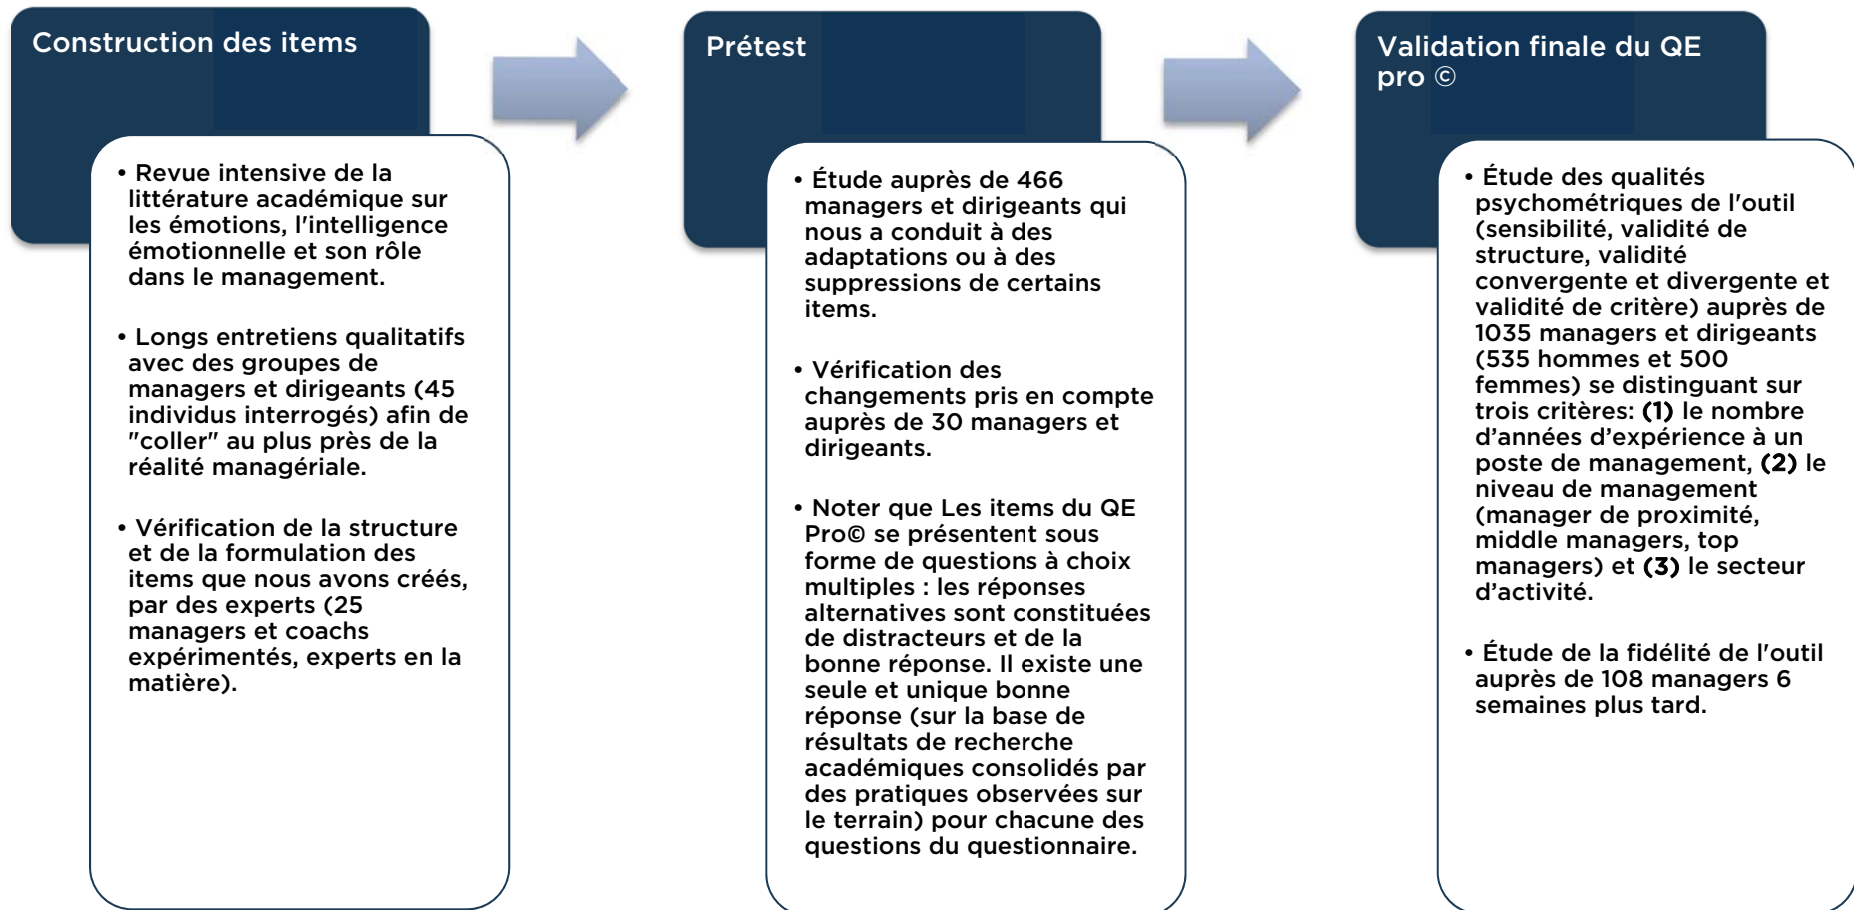 Construction des items
• Revue intensive de la
littérature académique sur
les émotions, l'intelligence
émotionnelle et son rôle
dans le management.
• Longs entretiens qualitatifs
avec des groupes de
managers et dirigeants (45
individus interrogés) afin de
"coller" au plus près de la
réalité managériale.
• Vérification de la structure
et de la formulation des
items que nous avons créés,
par des experts (25
managers et coachs
expérimentés, experts en la
matière).
Prétest
• Étude auprès de 466
managers et dirigeants qui
nous a conduit à des
adaptations ou à des
suppressions de certains
items.
• Vérification des
changements pris en compte
auprès de 30 managers et
dirigeants.
• Noter que Les items du QE
Pro© se présentent sous
forme de questions à choix
multiples : les réponses
alternatives sont constituées
de distracteurs et de la
bonne réponse. Il existe une
seule et unique bonne
réponse (sur la base de
résultats de recherche
académiques consolidés par
des pratiques observées sur
le terrain) pour chacune des
questions du questionnaire.
Validation finale du QE
pro ©
• Étude des qualités
psychométriques de l'outil
(sensibilité, validité de
structure, validité
convergente et divergente et
validité de critère) auprès de
1035 managers et dirigeants
(535 hommes et 500
femmes) se distinguant sur
trois critères: (1) le nombre
d’années d’expérience à un
poste de management, (2) le
niveau de management
(manager de proximité,
middle managers, top
managers) et (3) le secteur
d’activité.
• Étude de la fidélité de l'outil
auprès de 108 managers 6
semaines plus tard.